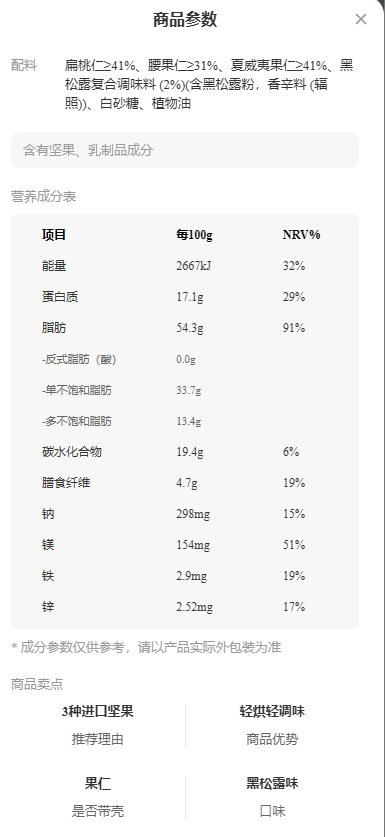 商品参数
配料 扁桃仁≥41%、腰果仁≥31%、夏威夷果仁≥41%、黑
松露复合调味料 (2%)(含黑松露粉，香辛料 (辐
照))、白砂糖、植物油
含有坚果、乳制品成分
营养成分表
项目 每100g NRV%
能量 2667kJ 32%
蛋白质 17.1g 29%
脂肪 54.3g 91%
-反式脂肪（酸） 0.0g
-单不饱和脂肪 33.7g
-多不饱和脂肪 13.4g
碳水化合物 19.4g 6%
膳食纤维 4.7g 19%
钠 298mg 15%
镁 154mg 51%
铁 2.9mg 19%
锌 2.52mg 17%
* 成分参数仅供参考，请以产品实际外包装为准
商品卖点
3种进口坚果 轻烘轻调味
推荐理由 商品优势
果仁 黑松露味
是否带壳 口味